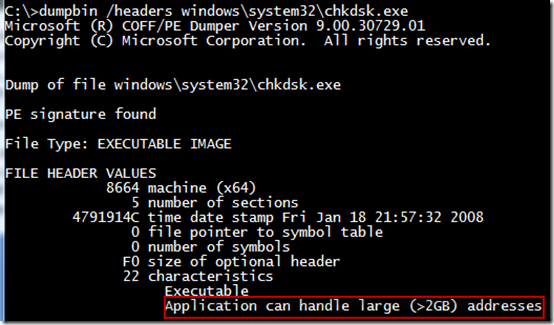 C:\>dumpbin /headers windows\system32\chkdsk.exe
Microsoft (R) COFF/PE Dumper Version 9.00.30729.01
Copyright (C) Microsoft Corporation.  All rights reserved.
Dump of file windows\system32\chkdsk.exe
PE signature found
File Type: EXECUTABLE IMAGE
FILE HEADER VALUES
8664 machine (x64)
5 number of sections
4791914C time date stamp Fri Jan 18 21:57:32 2008
0 file pointer to symbol table
0 number of symbols
F0 size of optional header
22 characteristics
Executable
Application can handle large (>2GB) addresses